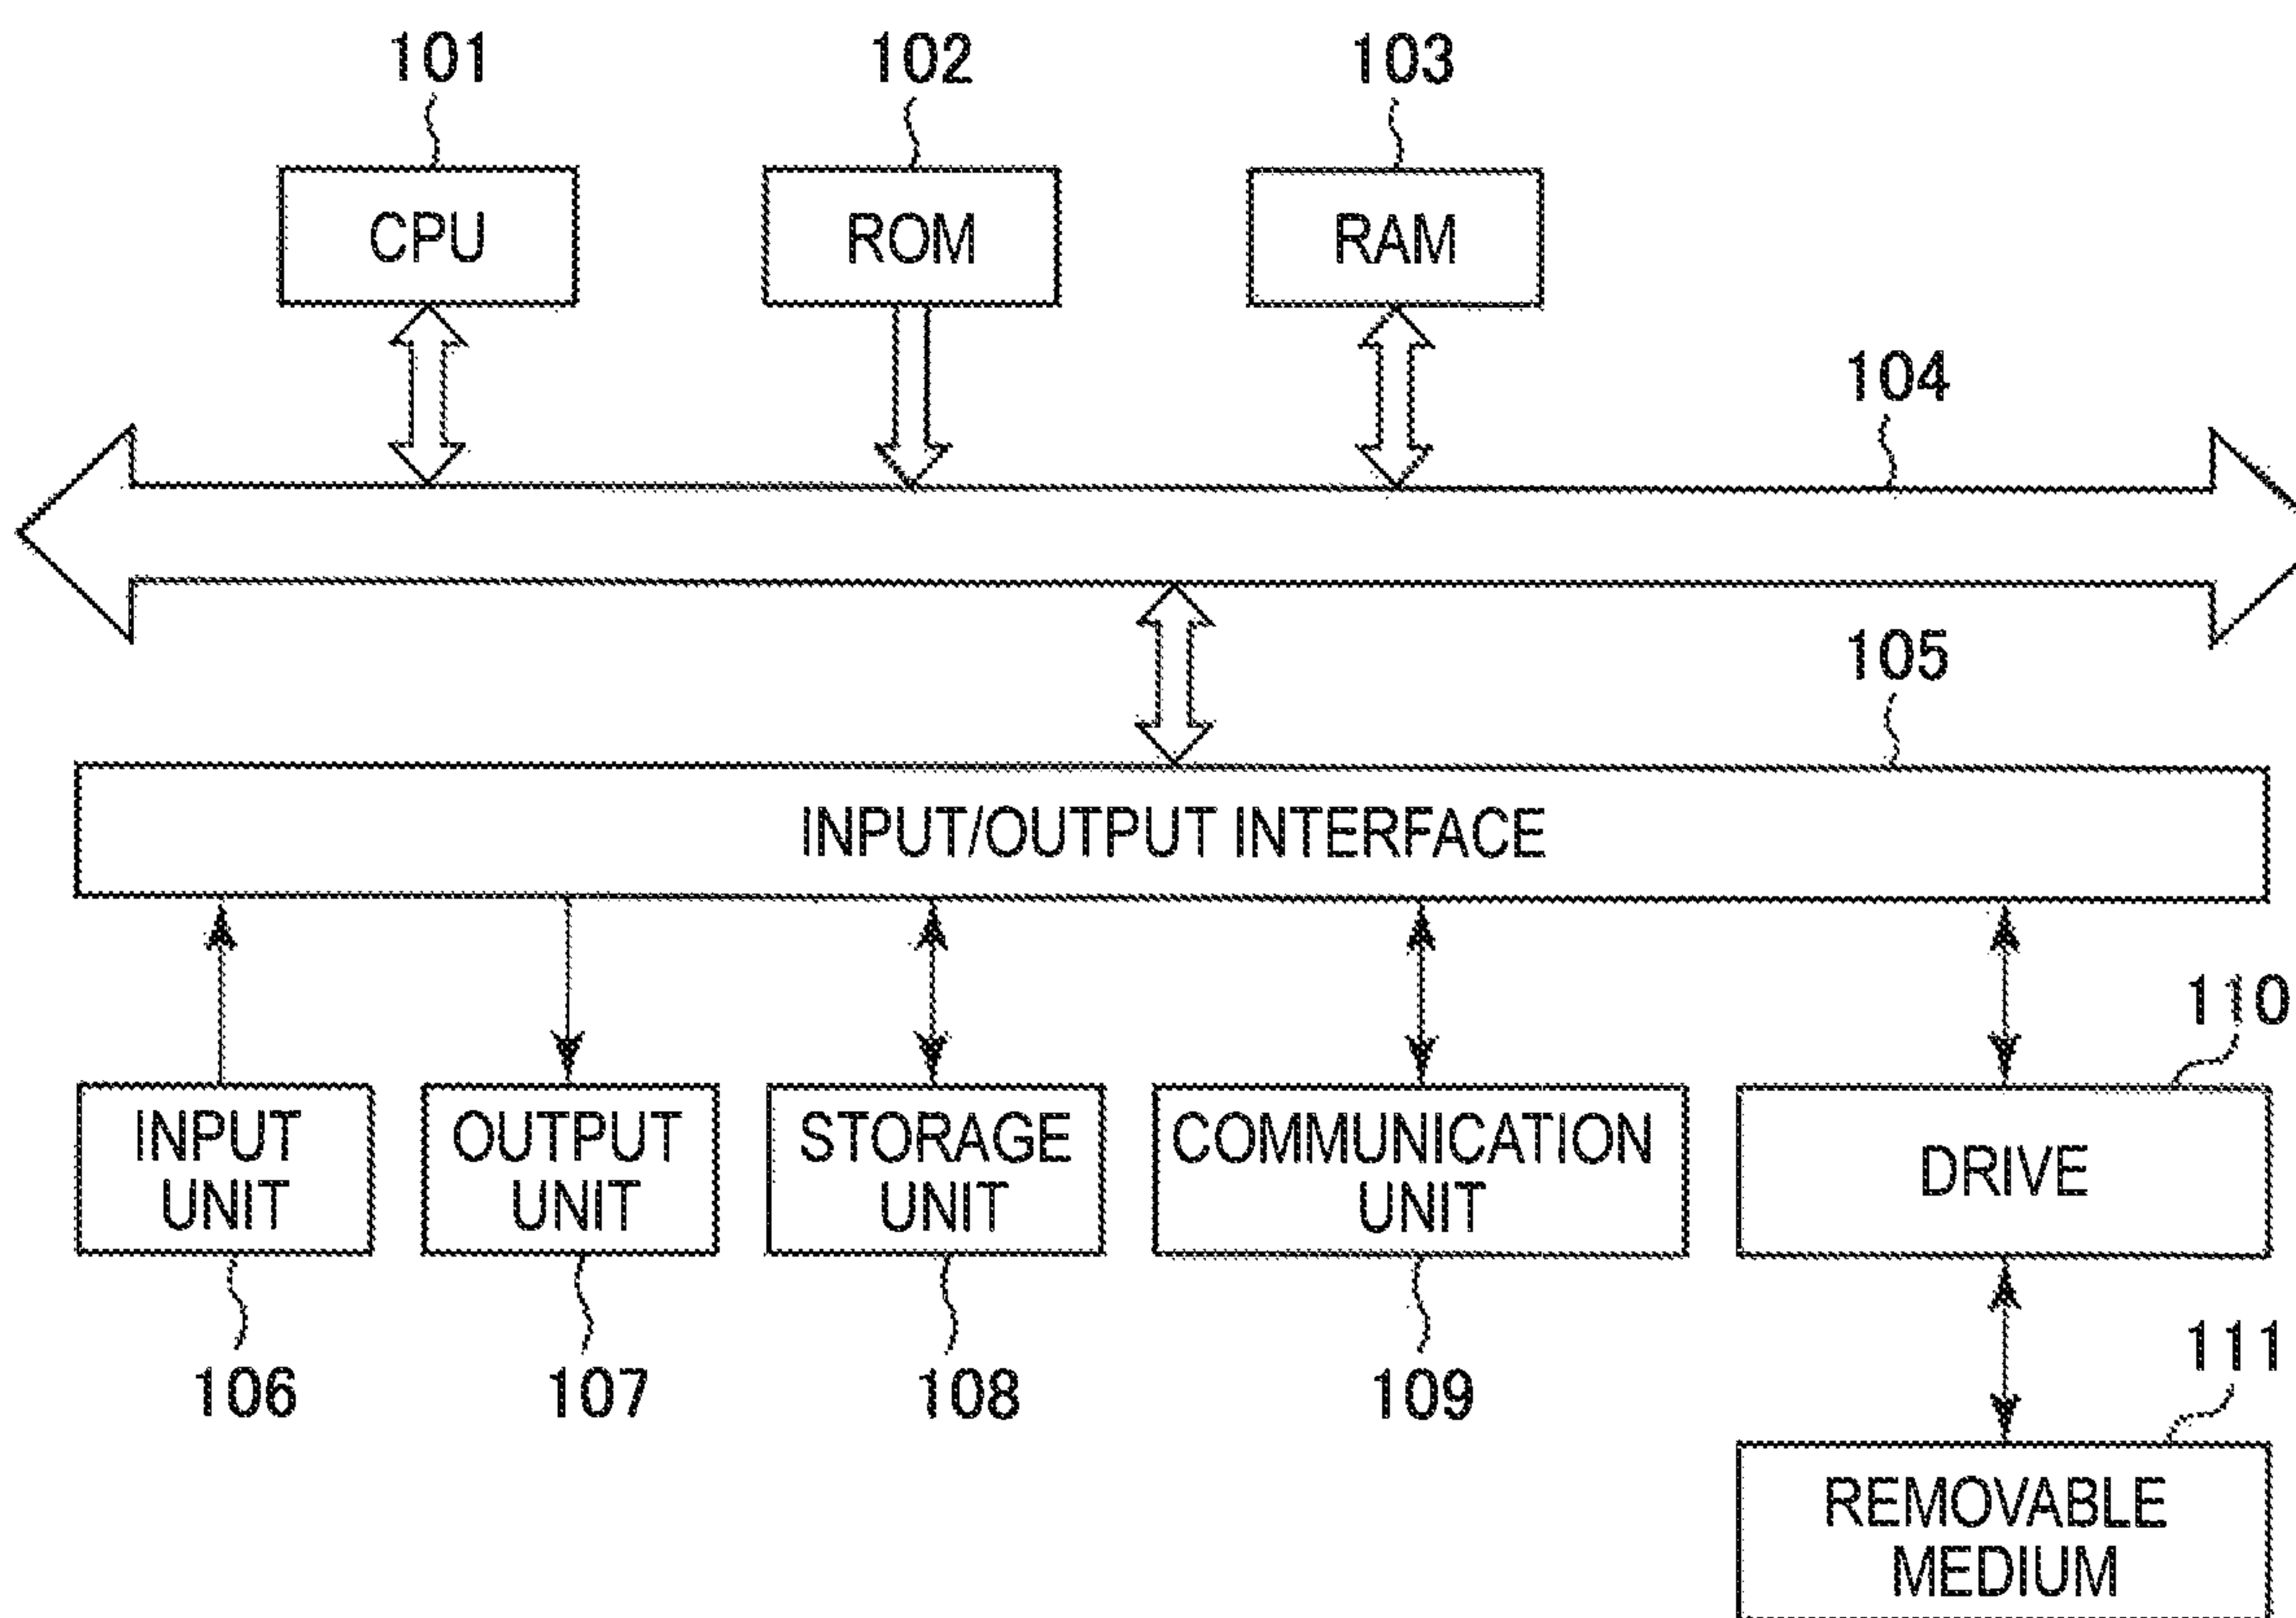 101
102
103
CPU
ROM
RAM
104
105
INPUT/OUTPUT INTERFACE
110
INPUT
UNIT
OUTPUT
UNIT
STORAGE
UNIT
COMMUNICATION
UNIT
DRIVE
106
107
108
109
111
REMOVABLE
MEDIUM